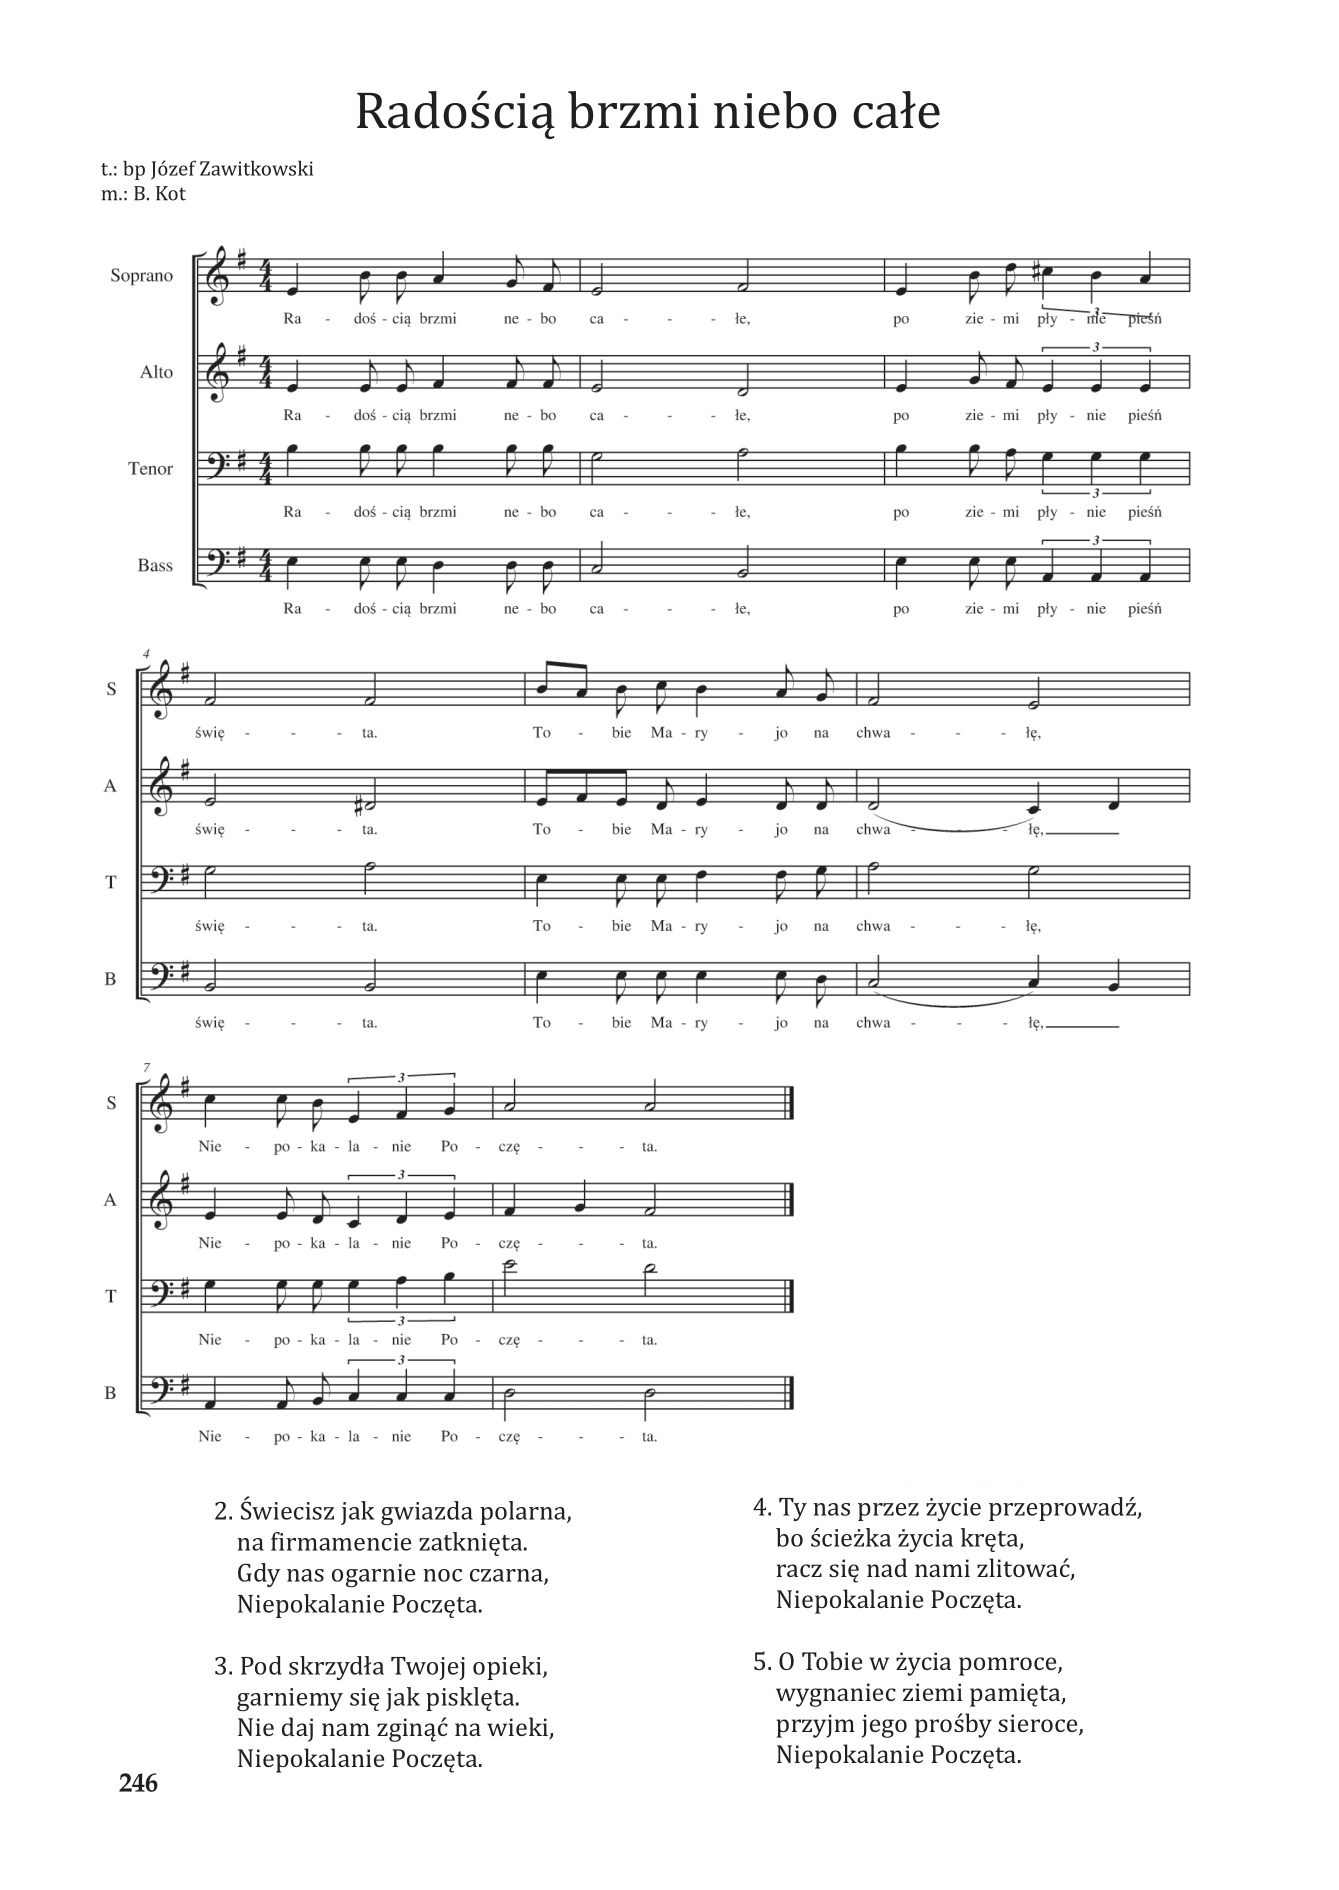 Radością brzmi niebo całe
t.: bp Józef Zawitkowski
m.: B. Kot
Soprano
Ra - doś - cią brzmi ne - bo ca - - - łe, po zie - mi pły - nie pieśń
Alto
Ra - doś - cią brzmi ne - bo ca - - - łe, po zie - mi pły - nie pieśń
Tenor
Ra - doś - cią brzmi ne - bo ca - - - łe, po zie - mi pły - nie pieśń
Bass
Ra - doś - cią brzmi ne - bo ca - - - łe, po zie - mi pły - nie pieśń
4
S
świę - - - ta. To - bie Ma - ry - jo na chwa - - - łę,
A
świę - - - ta. To - bie Ma - ry - jo na chwa - - - łę,
T
świę - - - ta. To - bie Ma - ry - jo na chwa - - - łę,
B
świę - - - ta. To - bie Ma - ry - jo na chwa - - - łę,
7
S
Nie - po - ka - la - nie Po - czę - - - ta.
A
Nie - po - ka - la - nie Po - czę - - - ta.
T
Nie - po - ka - la - nie Po - czę - - - ta.
B
Nie - po - ka - la - nie Po - czę - - - ta.
2. Świecisz jak gwiazda polarna,
na firmamencie zatknięta.
Gdy nas ogarnie noc czarna,
Niepokalanie Poczęta.
3. Pod skrzydła Twojej opieki,
garniemy się jak pisklęta.
Nie daj nam zginąć na wieki,
Niepokalanie Poczęta.
4. Ty nas przez życie przeprowadź,
bo ścieżka życia kręta,
racz się nad nami zlitować,
Niepokalanie Poczęta.
5. O Tobie w życia pomroce,
wygnaniec ziemi pamięta,
przyjm jego prośby sieroce,
Niepokalanie Poczęta.
246